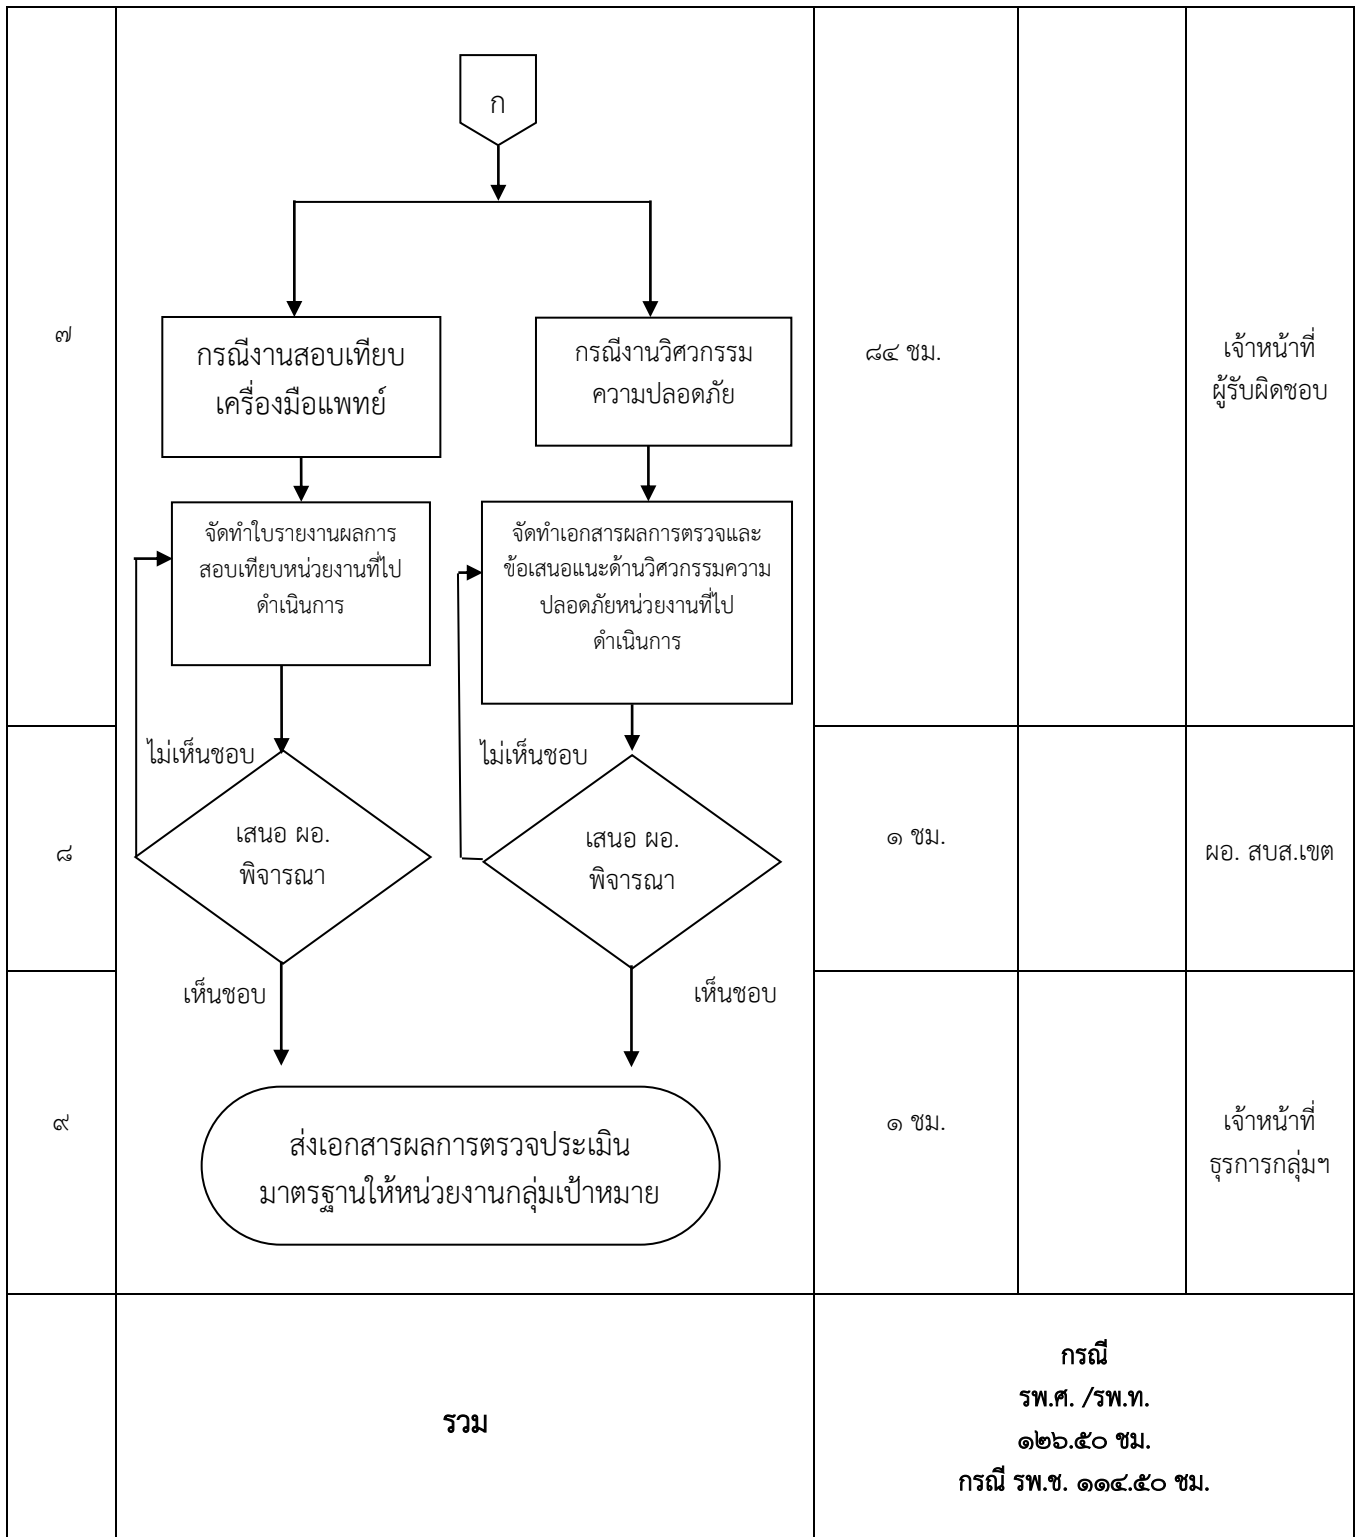 ก
๗
กรณีงานสอบเทียบ
เครื่องมือแพทย์
กรณีงานวิศวกรรม
ความปลอดภัย
๘๔ ชม.
เจ้าหน้าที่
ผู้รับผิดชอบ
จัดทำใบรายงานผลการ
สอบเทียบหน่วยงานที่ไป
ดำเนินการ
จัดทำเอกสารผลการตรวจและ
ข้อเสนอแนะด้านวิศวกรรมความ
ปลอดภัยหน่วยงานที่ไป
ดำเนินการ
ไม่เห็นชอบ
ไม่เห็นชอบ
๘
เสนอ ผอ.
พิจารณา
เสนอ ผอ.
พิจารณา
๑ ชม.
ผอ. สบส.เขต
เห็นชอบ
เห็นชอบ
๙
ส่งเอกสารผลการตรวจประเมิน
มาตรฐานให้หน่วยงานกลุ่มเป้าหมาย
๑ ชม.
เจ้าหน้าที่
ธุรการกลุ่มฯ
รวม
กรณี
รพ.ศ. /รพ.ท.
๑๒๖.๕๐ ชม.
กรณี รพ.ช. ๑๑๔.๕๐ ชม.